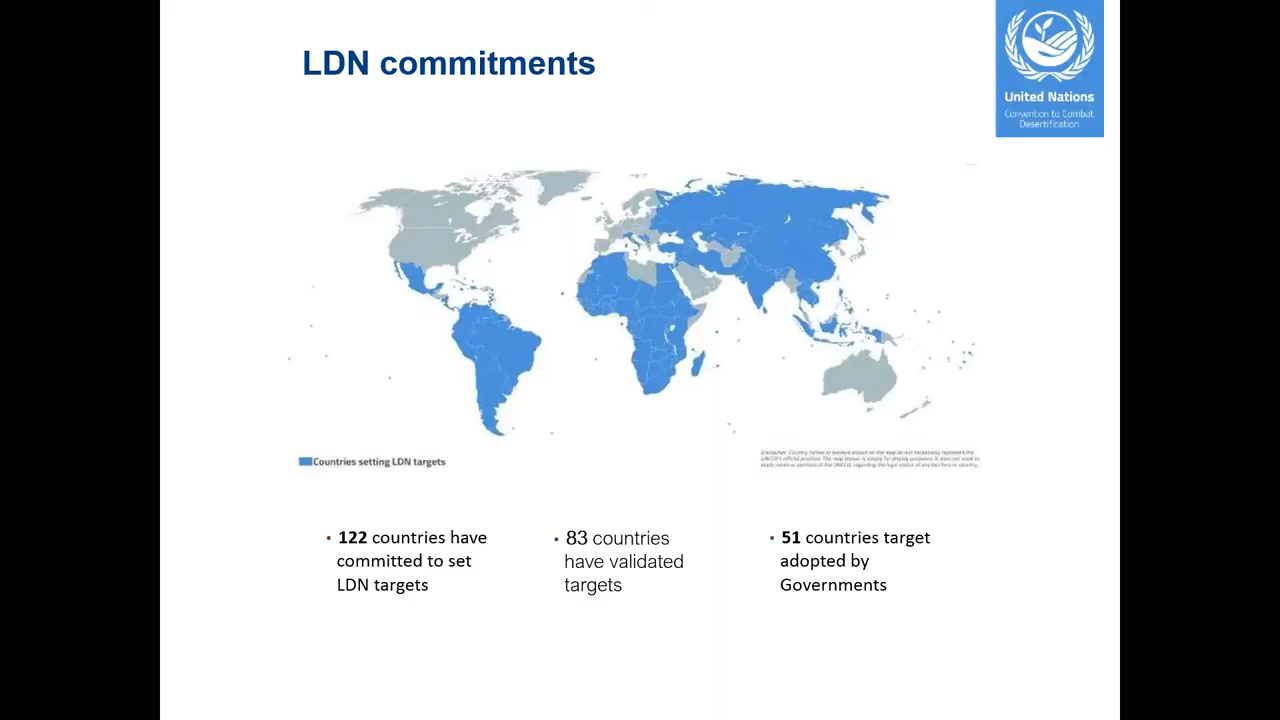 LDN commitments
United Nations
Convention to Combat
Desertification
Countries setting LDN targets
• 122 countries have
committed to set
LDN targets
• 83 countries
have validated
targets
• 51 countries target
adopted by
Governments